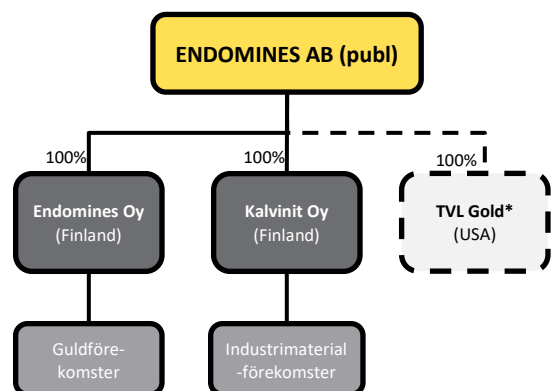 ENDOMINES AB (publ)
100%
100%
100%
Endomines Oy
(Finland)
Kalvinit Oy
(Finland)
TVL Gold*
(USA)
Guldföre-
komster
Industrimaterial
-förekomster